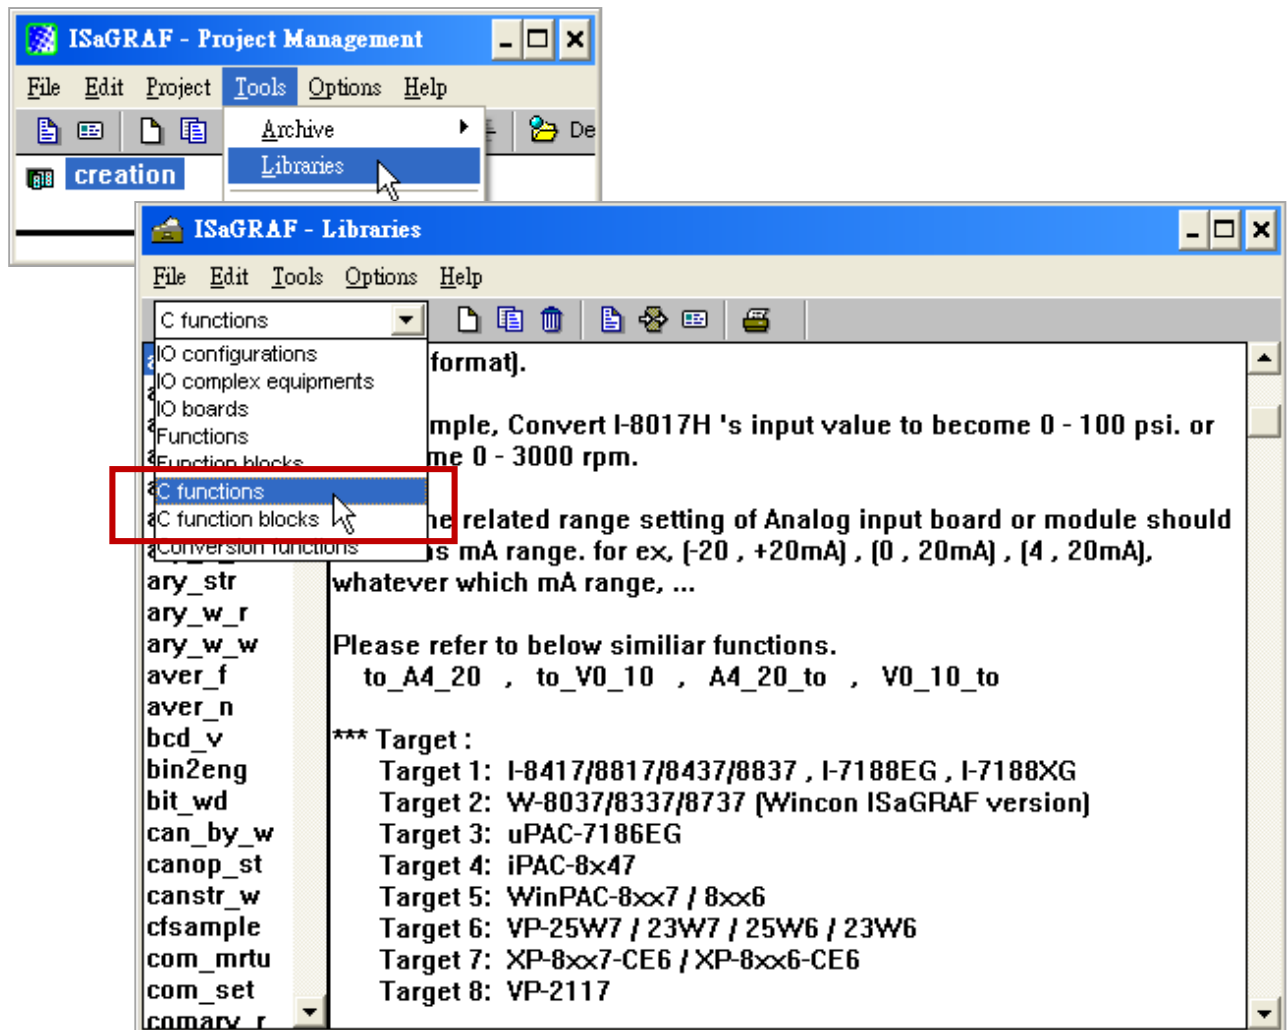 ISaGRAF - Project Management
File Edit Project Tools Options Help
Archive
De
Libraries
creation
ISaGRAF - Libraries
File Edit Tools Options Help
C functions
IO configurations
IO complex equipments
IO boards
Functions
Function blocks
C functions
C function blocks
Conversion functions
ary_str
ary_w_r
ary_w_w
aver_f
aver_n
bcd_v
bin2eng
bit_wd
can_by_w
canop_st
canstr_w
cfsample
com_mrtu
com_set
comary_r
format).
mple, Convert I-8017H 's input value to become 0 - 100 psi. or
me 0 - 3000 rpm.
he related range setting of Analog input board or module should
as mA range. for ex, (-20 , +20mA) , (0 , 20mA) , (4 , 20mA),
whatever which mA range, ...
Please refer to below similiar functions.
to_A4_20 , to_V0_10 , A4_20_to , V0_10_to
*** Target :
Target 1: I-8417/8817/8437/8837 , I-7188EG , I-7188XG
Target 2: W-8037/8337/8737 (Wincon ISaGRAF version)
Target 3: uPAC-7186EG
Target 4: iPAC-8x47
Target 5: WinPAC-8xx7 / 8xx6
Target 6: VP-25W7 / 23W7 / 25W6 / 23W6
Target 7: XP-8xx7-CE6 / XP-8xx6-CE6
Target 8: VP-2117